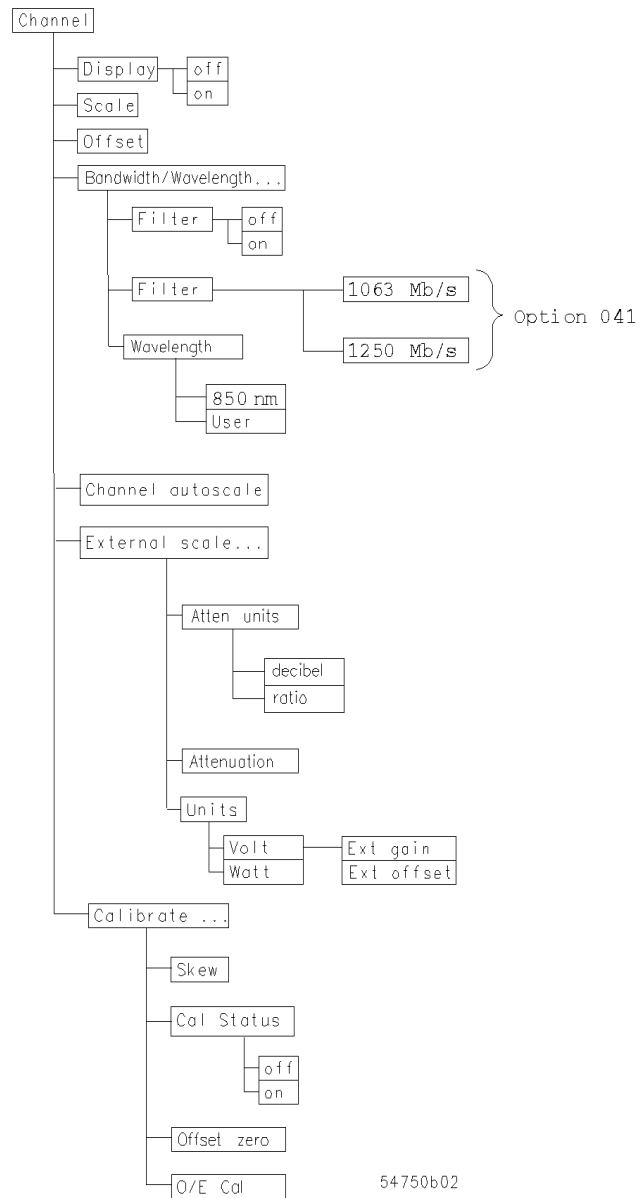 Channel
Display
off
on
Scale
Offset
Bandwidth/Wavelength...
Filter
off
on
Filter
1063 Mb/s
1250 Mb/s
Option 041
Wavelength
850 nm
User
Channel autoscale
External scale...
Atten units
decibel
ratio
Attenuation
Units
Volt
Watt
Ext gain
Ext offset
Calibrate ...
Skew
Cal Status
off
on
Offset zero
O/E Cal
54750b02